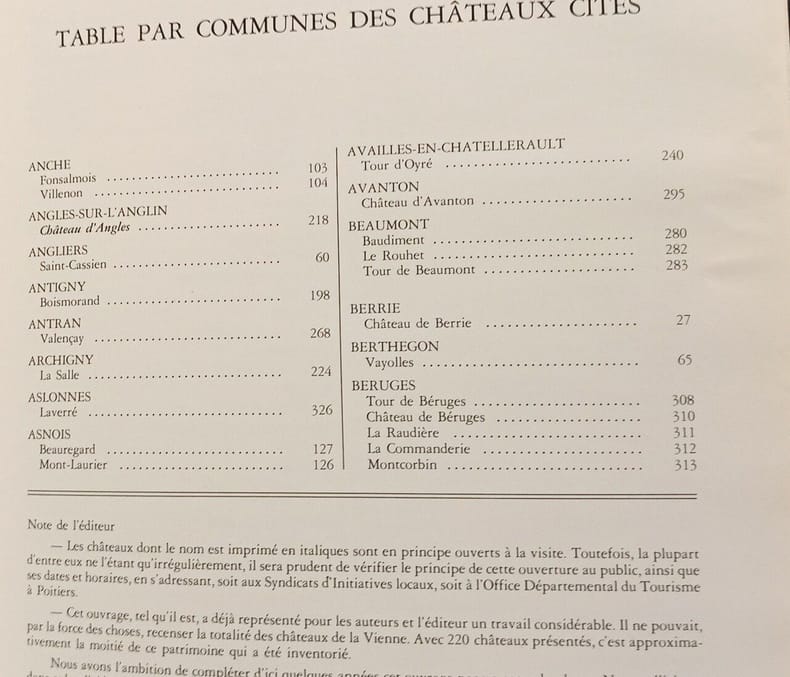 TABLE PAR COMMUNES DES CHÂTEAUX CITÉS
ANCHE
Fonsalmois 103
Villenon 104
ANGLES-SUR-L'ANGLIN
Château d'Angles 218
ANGLIERS
Saint-Cassien 60
ANTIGNY
Boismorand 198
ANTRAN
Valençay 268
ARCHIGNY
La Salle 224
ASLONNES
Laverré 326
ASNOIS
Beauregard 127
Mont-Laurier 126
AVAILLES-EN-CHATELLERAULT
Tour d'Oyré 240
AVANTON
Château d'Avanton 295
BEAUMONT
Baudiment 280
Le Rouhet 282
Tour de Beaumont 283
BERRIE
Château de Berrie 27
BERTHEGON
Vayolles 65
BERUGES
Tour de Béruges 308
Château de Béruges 310
La Raudière 311
La Commanderie 312
Montcorbin 313
Note de l'éditeur
— Les châteaux dont le nom est imprimé en italiques sont en principe ouverts à la visite. Toutefois, la plupart
d'entre eux ne l'étant qu'irrégulièrement, il sera prudent de vérifier le principe de cette ouverture au public, ainsi que
ses dates et horaires, en s'adressant, soit aux Syndicats d'Initiatives locaux, soit à l'Office Départemental du Tourisme
à Poitiers.
— Cet ouvrage, tel qu'il est, a déjà représenté pour les auteurs et l'éditeur un travail considérable. Il ne pouvait,
par la force des choses, recenser la totalité des châteaux de la Vienne. Avec 220 châteaux présentés, c'est approxima-
tivement la moitié de ce patrimoine qui a été inventorié.
Nous avons l'ambition de compléter d'ici quelques années cet ouvrage